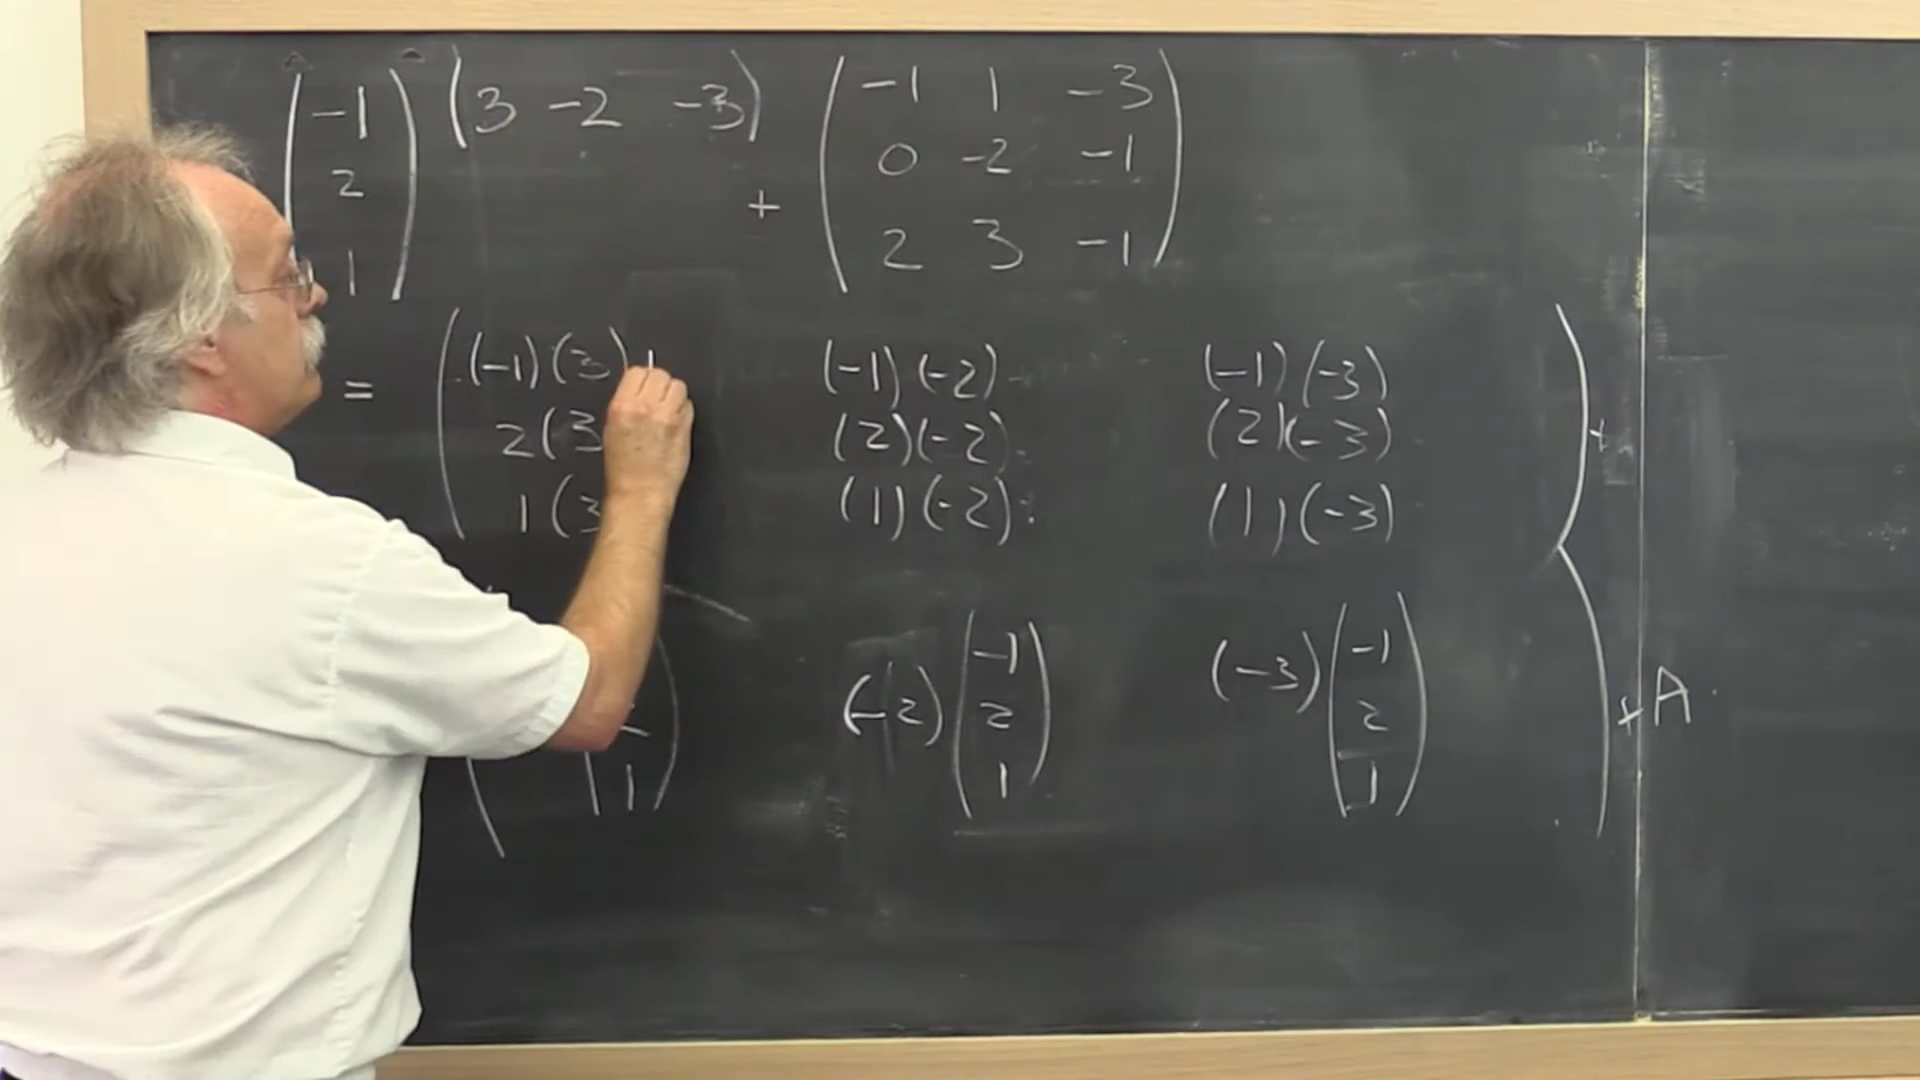 -1 3 -2 -3 -1 1 -3
2 0 -2 -1
+
1 2 3 -1
= (-1)(3) (-1)(-2) (-1)(-3)
2(3 (2)(-2) (2)(-3) +
1(3 (1)(-2) (1)(-3)
-1 -1
(-2) 2 (-3) 2 +A
1 1 1